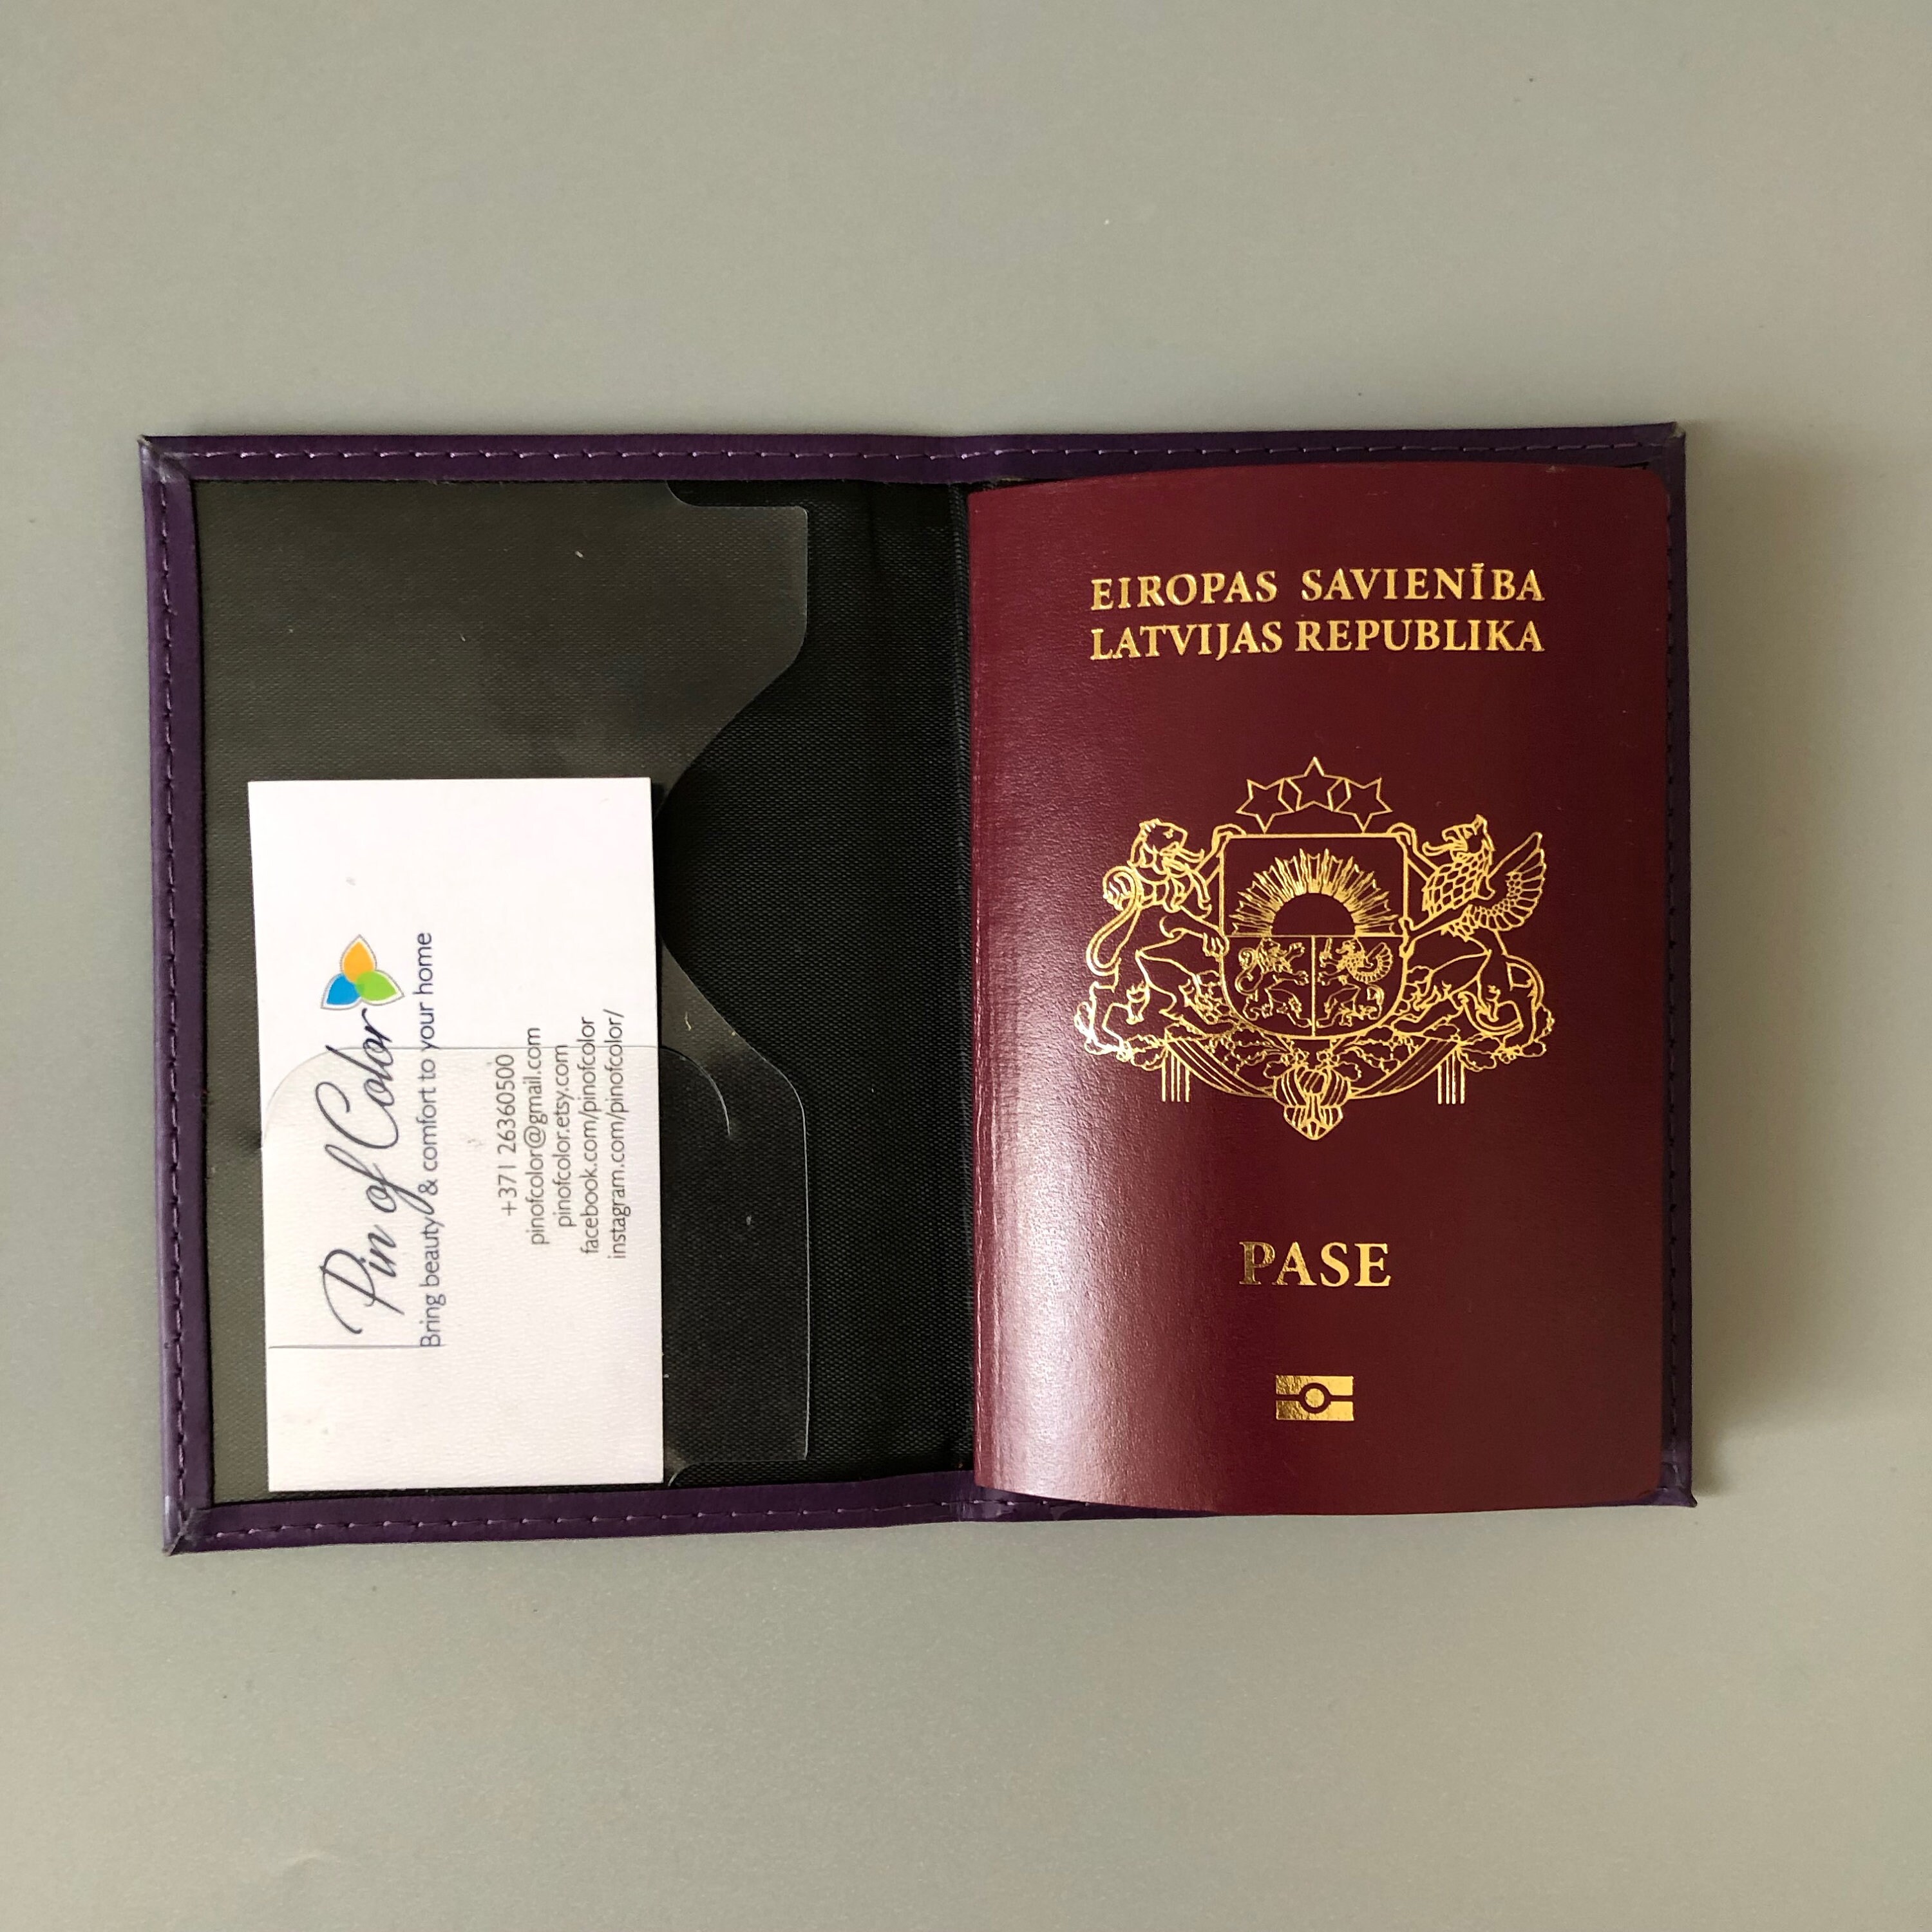 Pin of Color
Bring beauty & comfort to your home
+371 26360500
pinofcolor@gmail.com
pinofcolor.etsy.com
facebook.com/pinofcolor
instagram.com/pinofcolor/
EIROPAS SAVIENĪBA
LATVIJAS REPUBLIKA
PASE